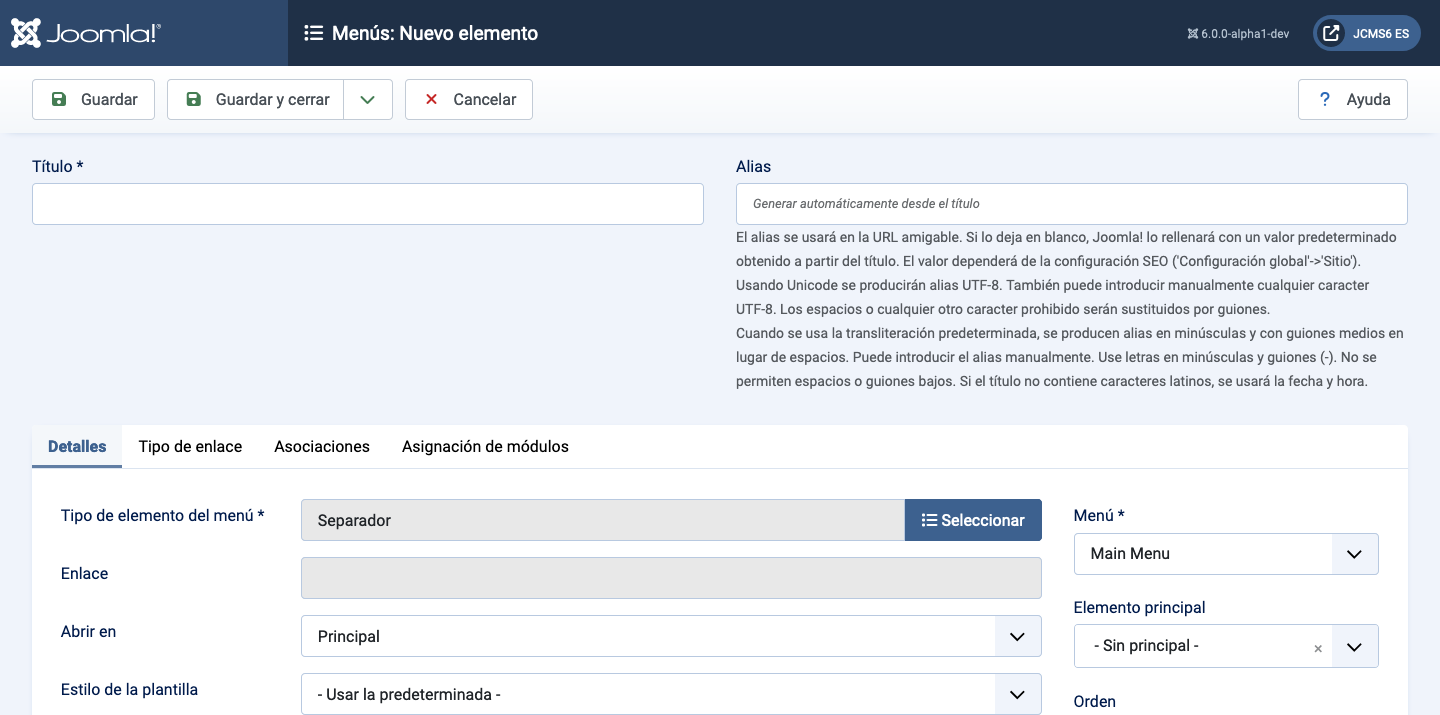 Joomla!®
Menús: Nuevo elemento
6.0.0-alpha1-dev
JCMS6 ES
Guardar
Guardar y cerrar
Cancelar
? Ayuda
Título *
Alias
Generar automáticamente desde el título
El alias se usará en la URL amigable. Si lo deja en blanco, Joomla! lo rellenará con un valor predeterminado
obtenido a partir del título. El valor dependerá de la configuración SEO ('Configuración global'->'Sitio').
Usando Unicode se producirán alias UTF-8. También puede introducir manualmente cualquier caracter
UTF-8. Los espacios o cualquier otro caracter prohibido serán sustituidos por guiones.
Cuando se usa la transliteración predeterminada, se producen alias en minúsculas y con guiones medios en
lugar de espacios. Puede introducir el alias manualmente. Use letras en minúsculas y guiones (-). No se
permiten espacios o guiones bajos. Si el título no contiene caracteres latinos, se usará la fecha y hora.
Detalles
Tipo de enlace
Asociaciones
Asignación de módulos
Tipo de elemento del menú *
Separador
Seleccionar
Enlace
Abrir en
Principal
Estilo de la plantilla
- Usar la predeterminada -
Menú *
Main Menu
Elemento principal
- Sin principal -
×
Orden